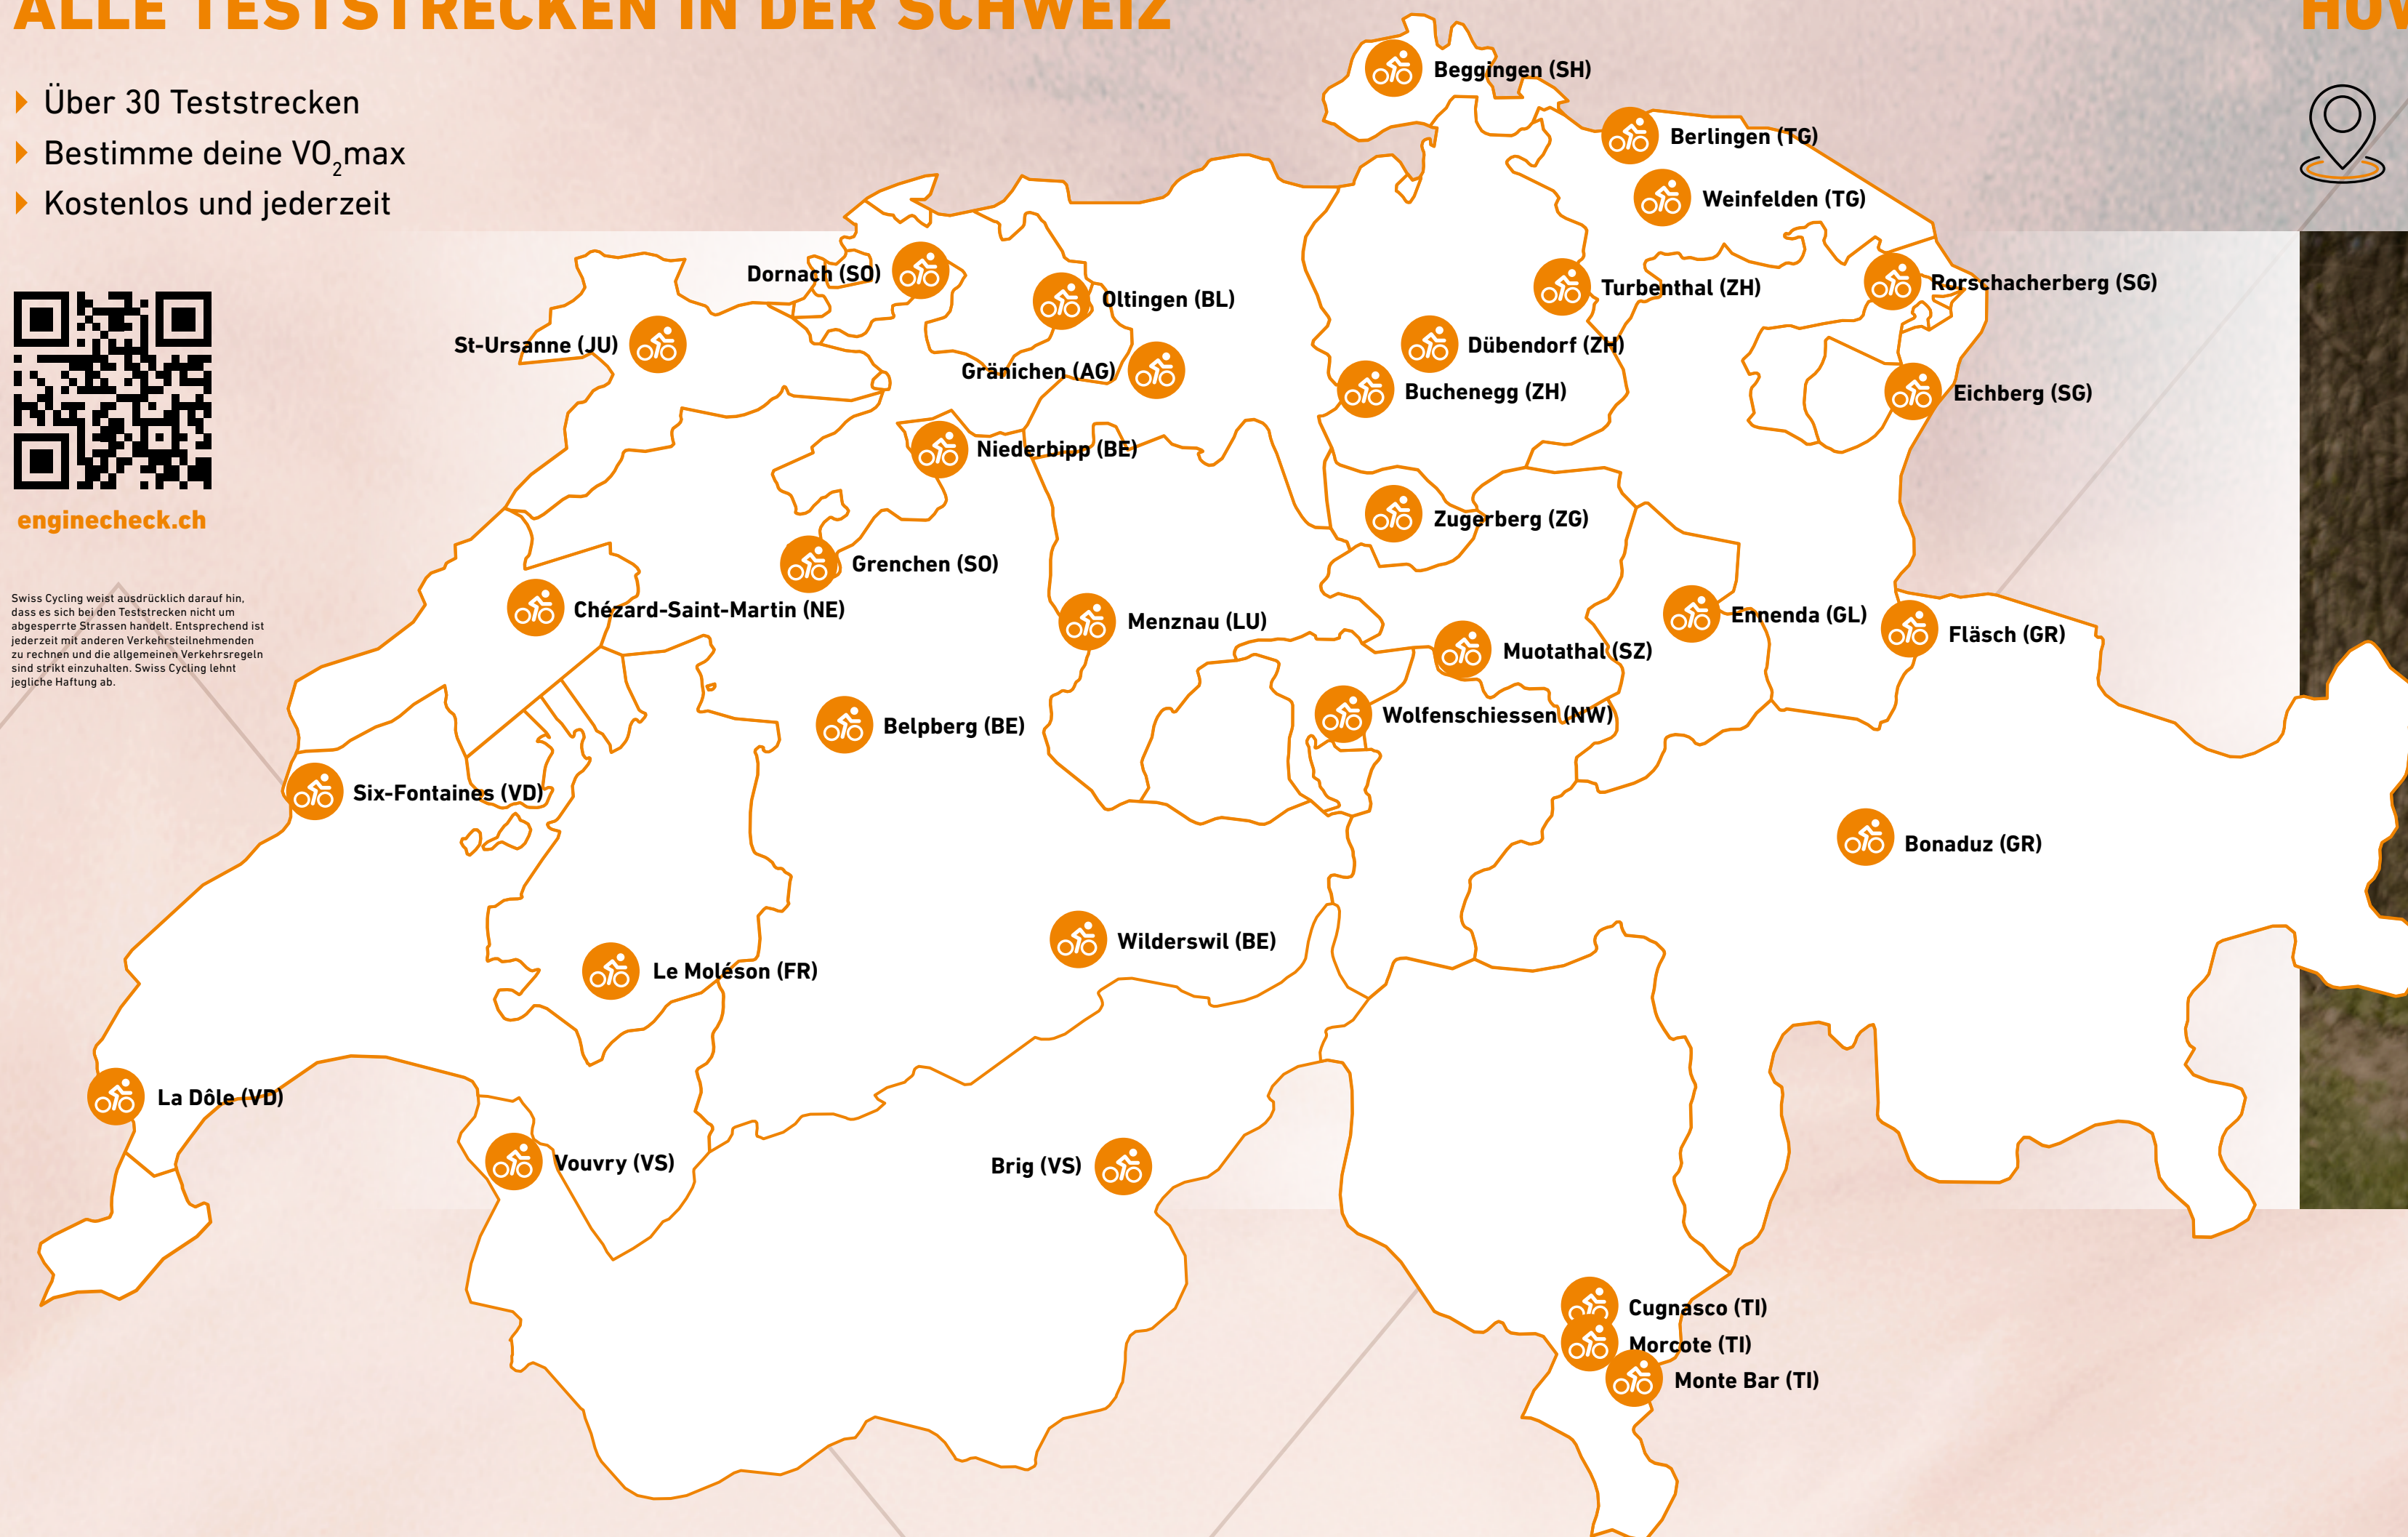 ALLE TESTSTRECKEN IN DER SCHWEIZ
Über 30 Teststrecken
Bestimme deine VO2max
Kostenlos und jederzeit
enginecheck.ch
Swiss Cycling weist ausdrücklich darauf hin,
dass es sich bei den Teststrecken nicht um
abgesperrte Strassen handelt. Entsprechend ist
jederzeit mit anderen Verkehrsteilnehmenden
zu rechnen und die allgemeinen Verkehrsregeln
sind strikt einzuhalten. Swiss Cycling lehnt
jegliche Haftung ab.
Beggingen (SH)
Berlingen (TG)
Weinfelden (TG)
Dornach (SO)
Oltingen (BL)
Turbenthal (ZH)
Rorschacherberg (SG)
St-Ursanne (JU)
Dübendorf (ZH)
Gränichen (AG)
Buchenegg (ZH)
Eichberg (SG)
Niederbipp (BE)
Zugerberg (ZG)
Grenchen (SO)
Chézard-Saint-Martin (NE)
Menznau (LU)
Ennenda (GL)
Fläsch (GR)
Muotathal (SZ)
Wolfenschiessen (NW)
Belpberg (BE)
Six-Fontaines (VD)
Bonaduz (GR)
Wilderswil (BE)
Le Moléson (FR)
La Dôle (VD)
Vouvry (VS)
Brig (VS)
Cugnasco (TI)
Morcote (TI)
Monte Bar (TI)